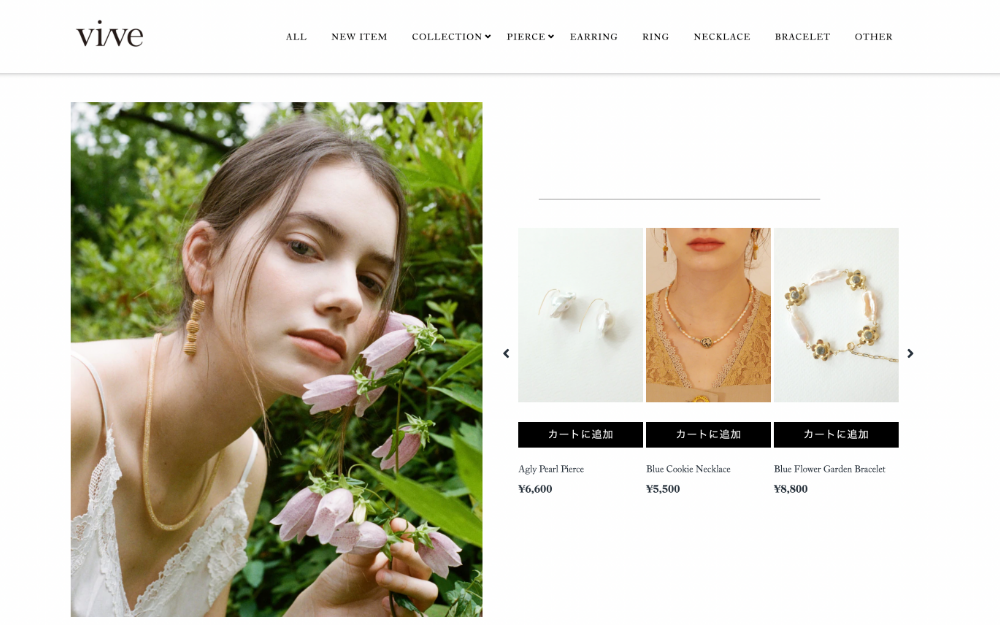 vi/ve
ALL NEW ITEM COLLECTION PIERCE EARRING RING NECKLACE BRACELET OTHER
カートに追加 カートに追加 カートに追加
Agly Pearl Pierce Blue Cookie Necklace Blue Flower Garden Bracelet
¥6,600 ¥5,500 ¥8,800